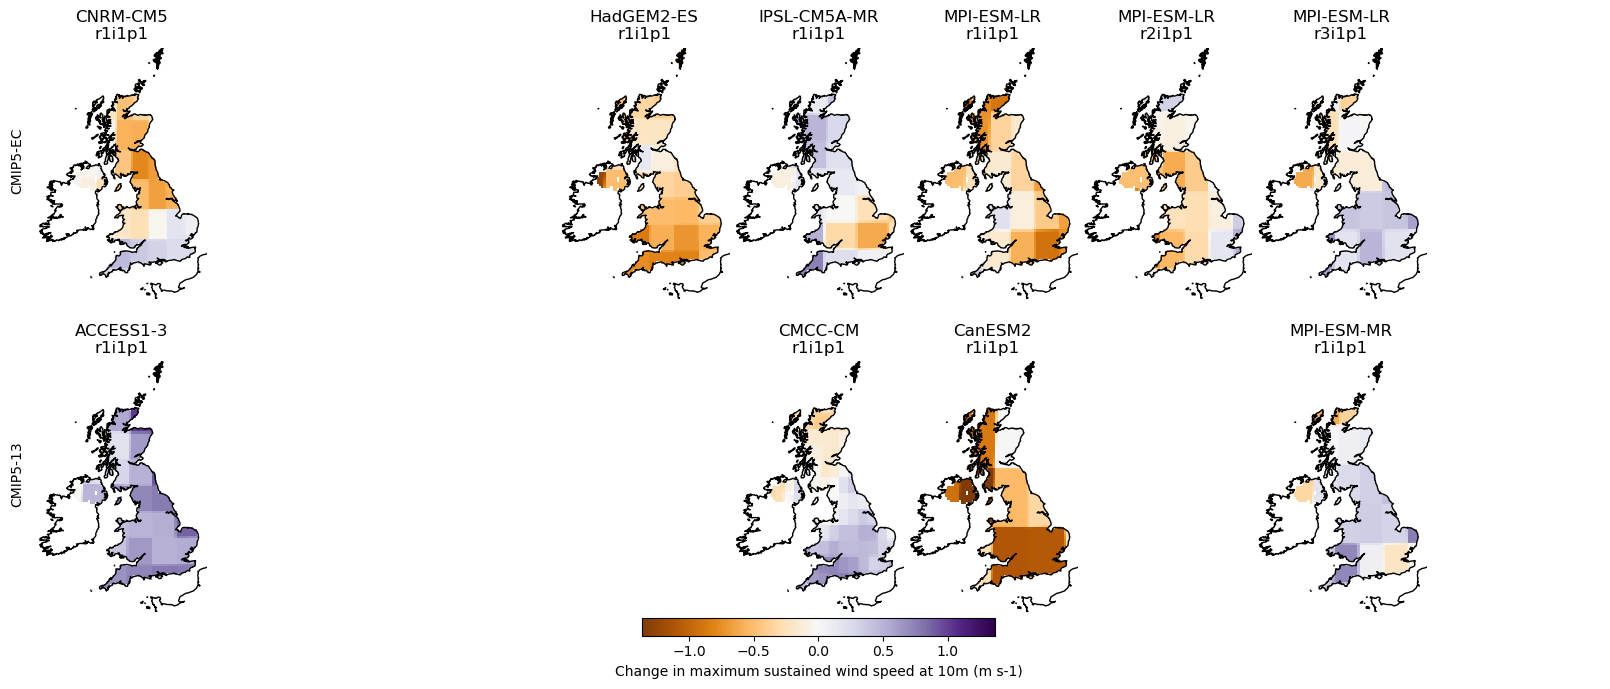 CNRM-CM5
r1i1p1
HadGEM2-ES
r1i1p1
IPSL-CM5A-MR
r1i1p1
MPI-ESM-LR
r1i1p1
MPI-ESM-LR
r2i1p1
MPI-ESM-LR
r3i1p1
CMIP5-EC
ACCESS1-3
r1i1p1
CMCC-CM
r1i1p1
CanESM2
r1i1p1
MPI-ESM-MR
r1i1p1
CMIP5-13
−1.0 −0.5 0.0 0.5 1.0
Change in maximum sustained wind speed at 10m (m s-1)